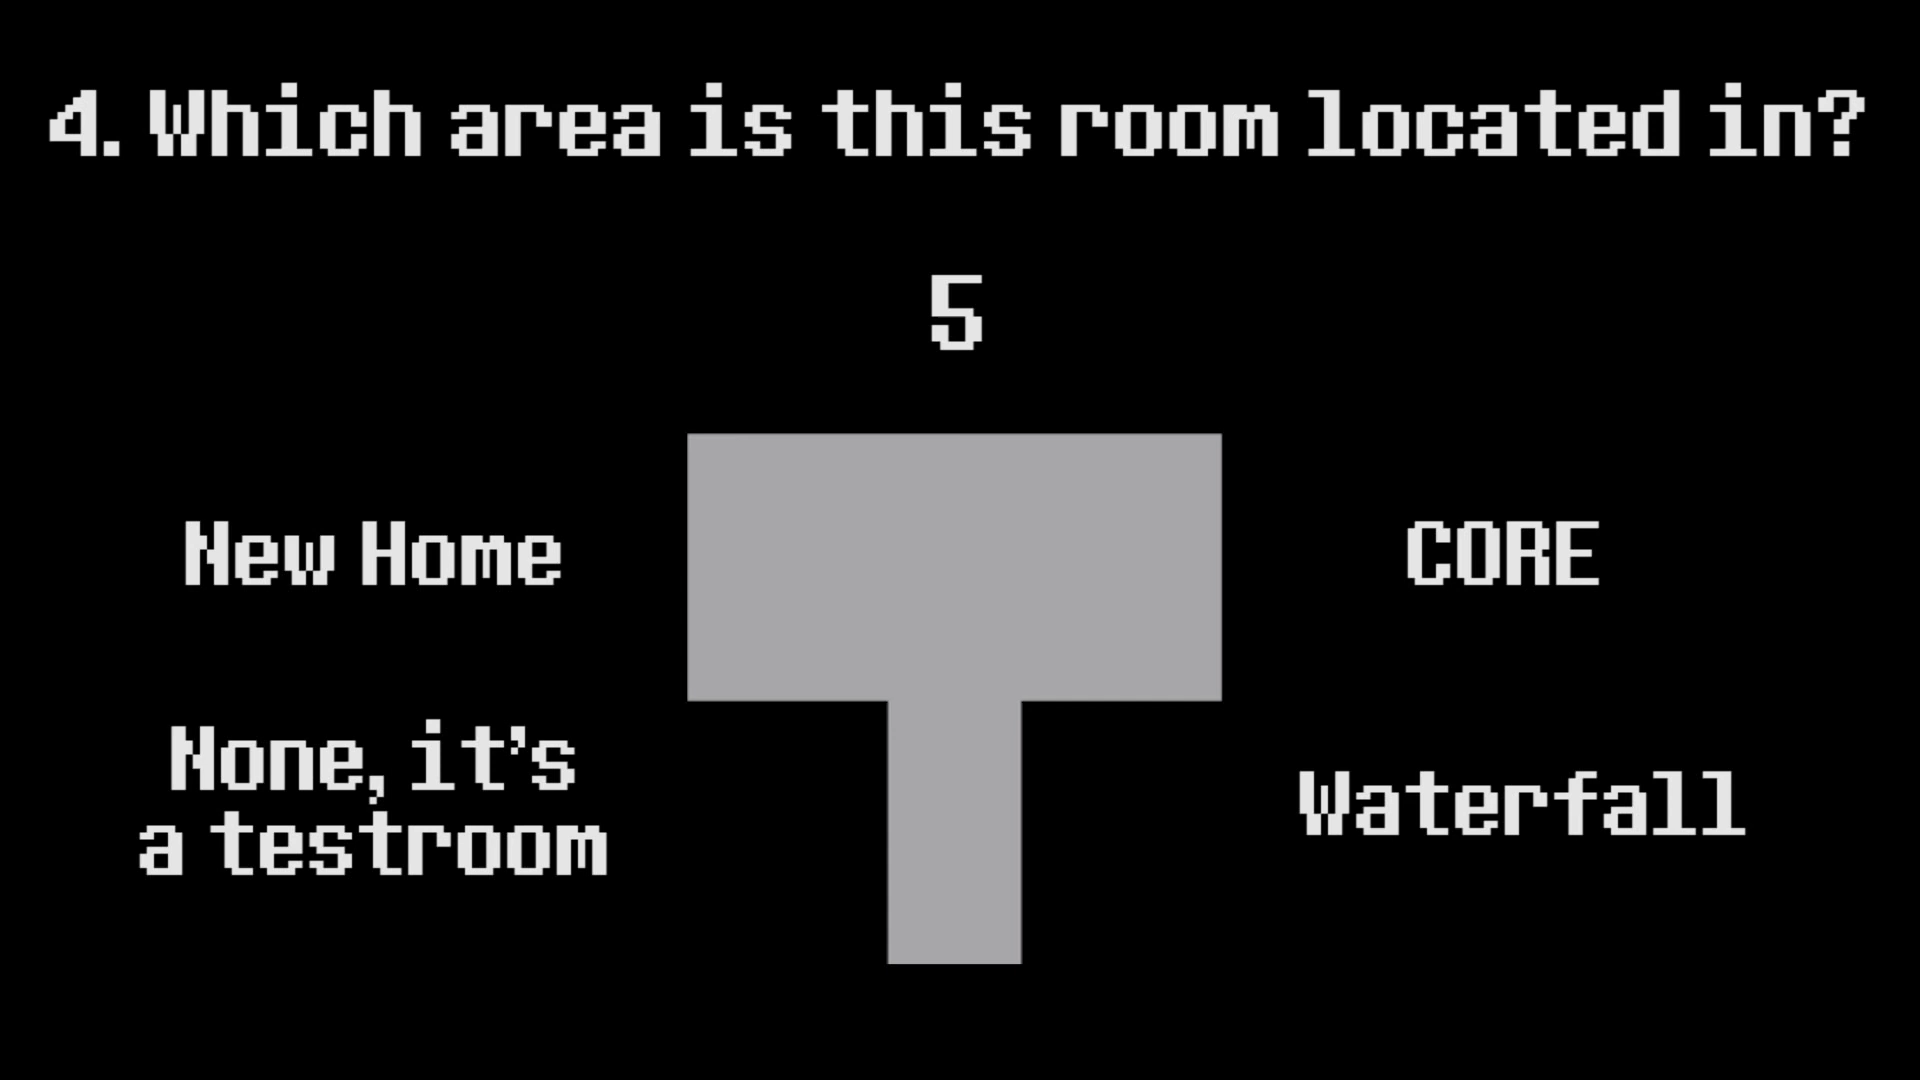 4. Which area is this room located in?
5
New Home
CORE
None, it's
a testroom
Waterfall